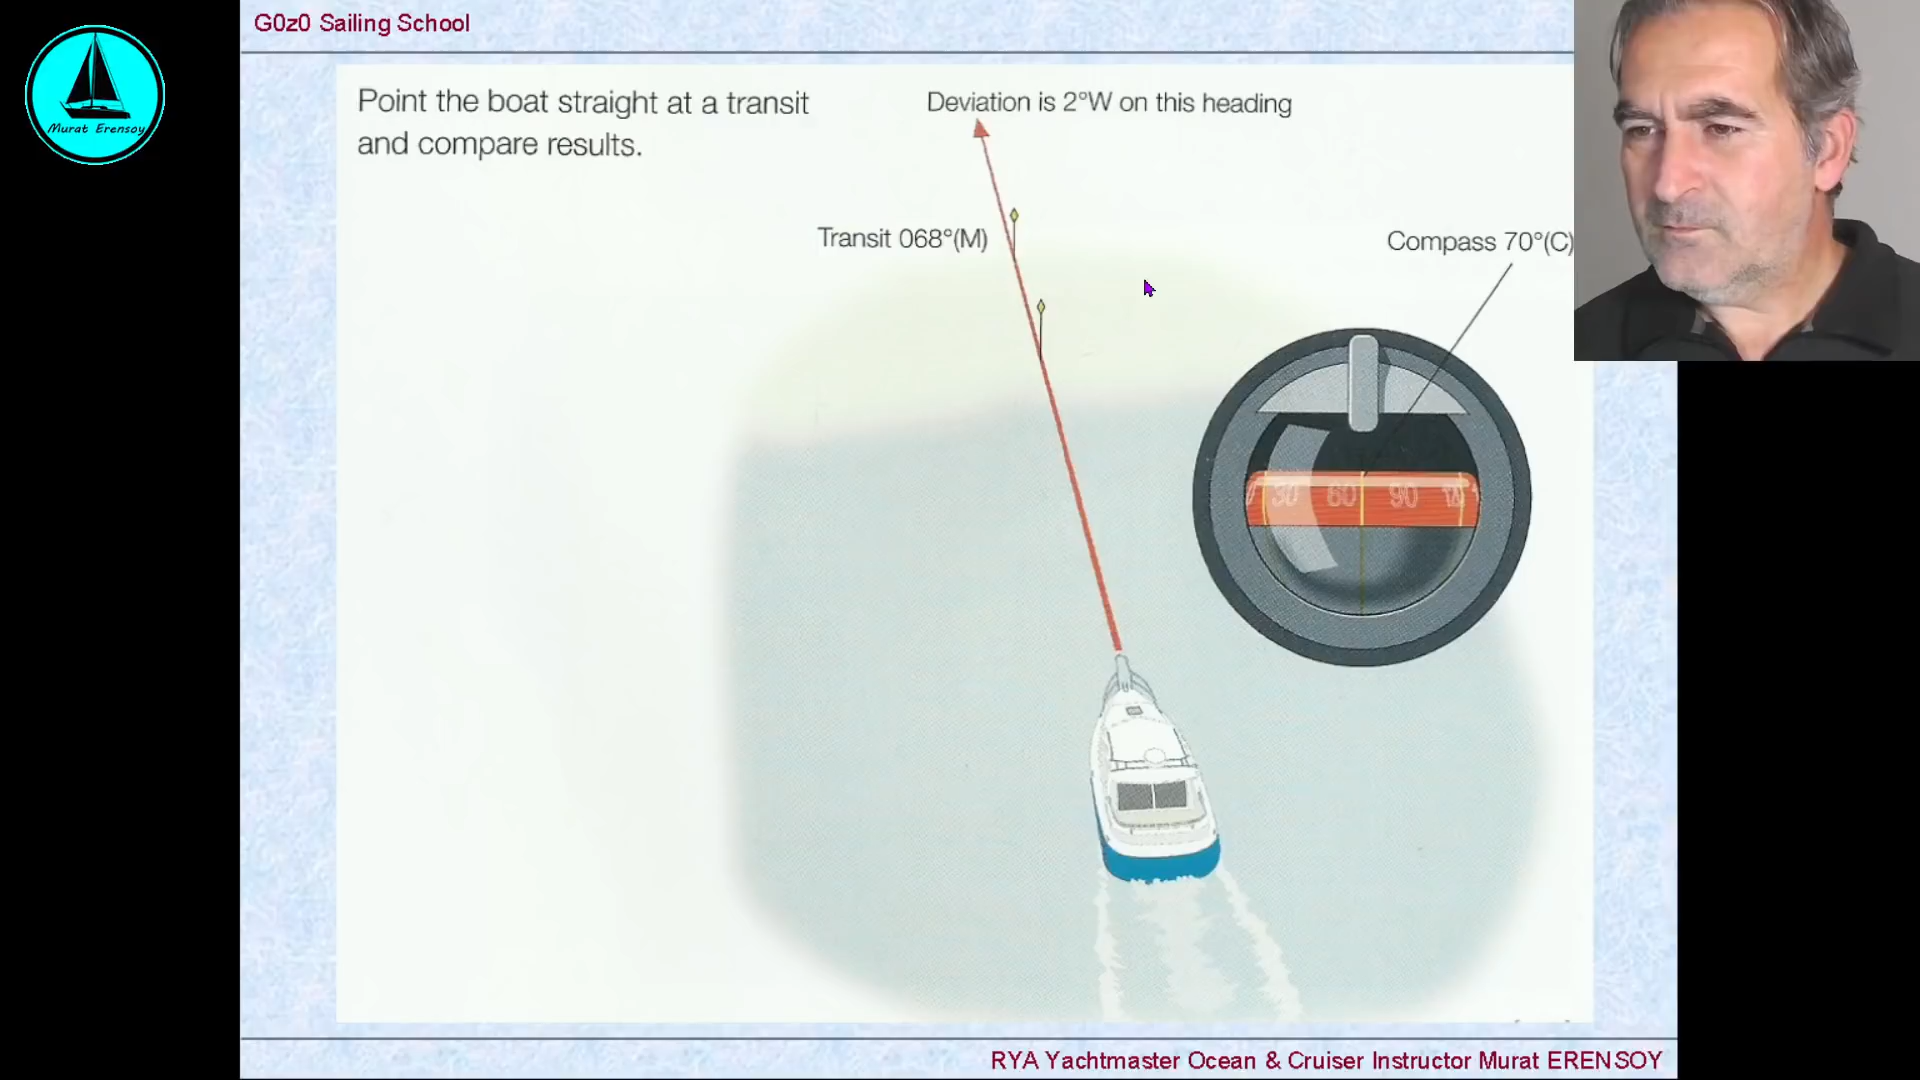 G0z0 Sailing School
Murat Erensoy
Point the boat straight at a transit
and compare results.
Deviation is 2°W on this heading
Transit 068°(M)
Compass 70°(C)
30 60 90
RYA Yachtmaster Ocean & Cruiser Instructor Murat ERENSOY